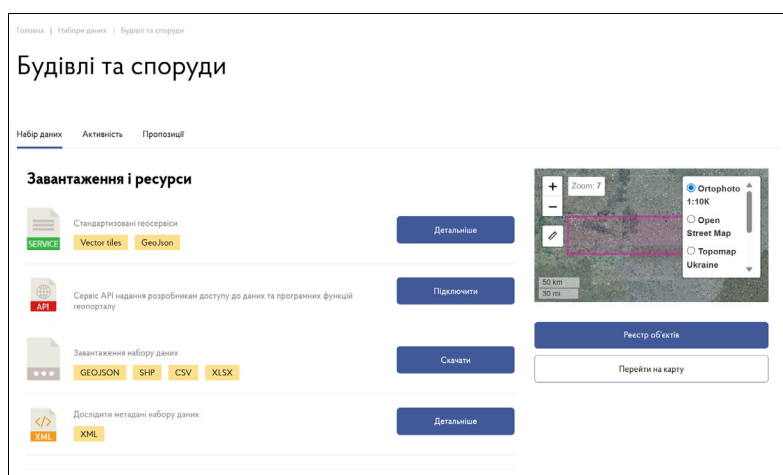 Головна | Набори даних | Будівлі та споруди
Будівлі та споруди
Набір даних Активність Пропозиції
Завантаження і ресурси
SERVICE
Стандартизовані геосервіси
Vector tiles GeoJson
Детальніше
API
Сервіс API надання розробникам доступу до даних та програмних функцій
геопорталу
Підключити
Завантаження набору даних
GEOJSON SHP CSV XLSX
Скачати
XML
Дослідити метадані набору даних
XML
Детальніше
+
Zoom: 7
−
50 km
30 mi
Ortophoto
1:10К
Open
Street Map
Topomap
Ukraine
Реєстр об'єктів
Перейти на карту